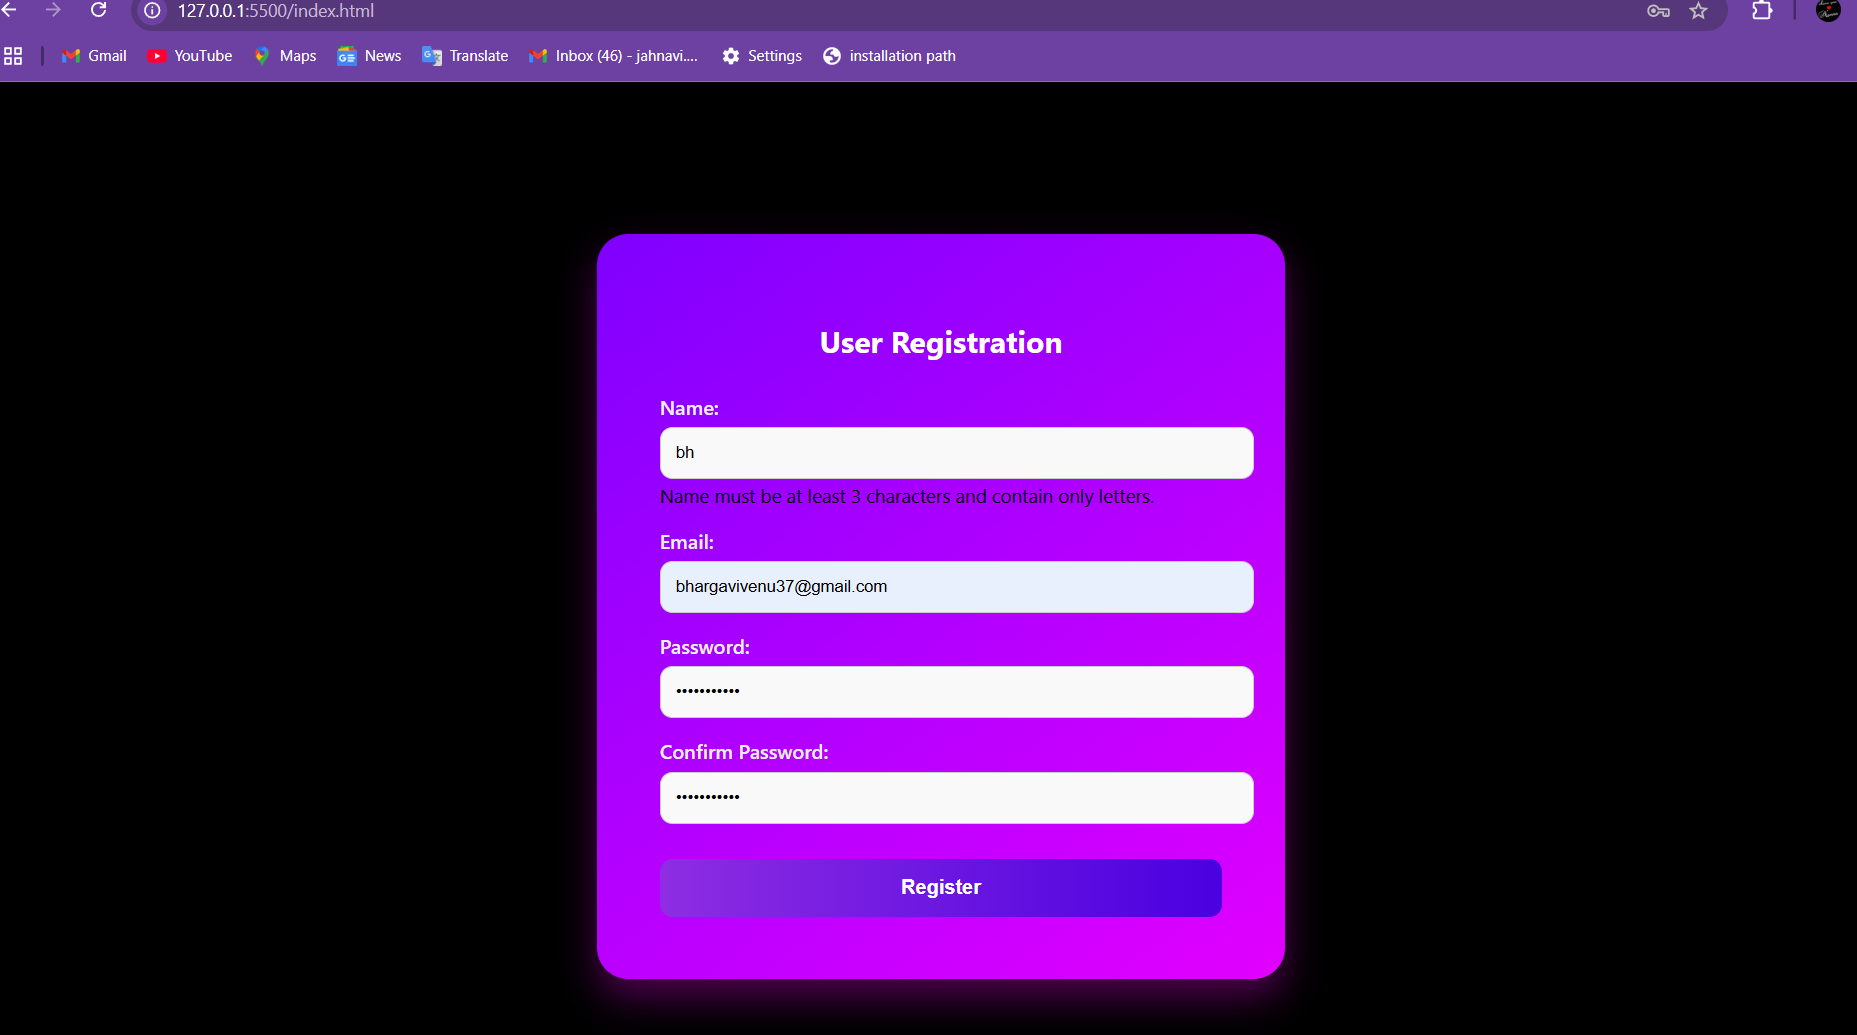 127.0.0.1:5500/index.html
Gmail YouTube Maps News Translate Inbox (46) - jahnavi.... Settings installation path
User Registration
Name:
bh
Name must be at least 3 characters and contain only letters.
Email:
bhargavivenu37@gmail.com
Password:
•••••••••••
Confirm Password:
•••••••••••
Register